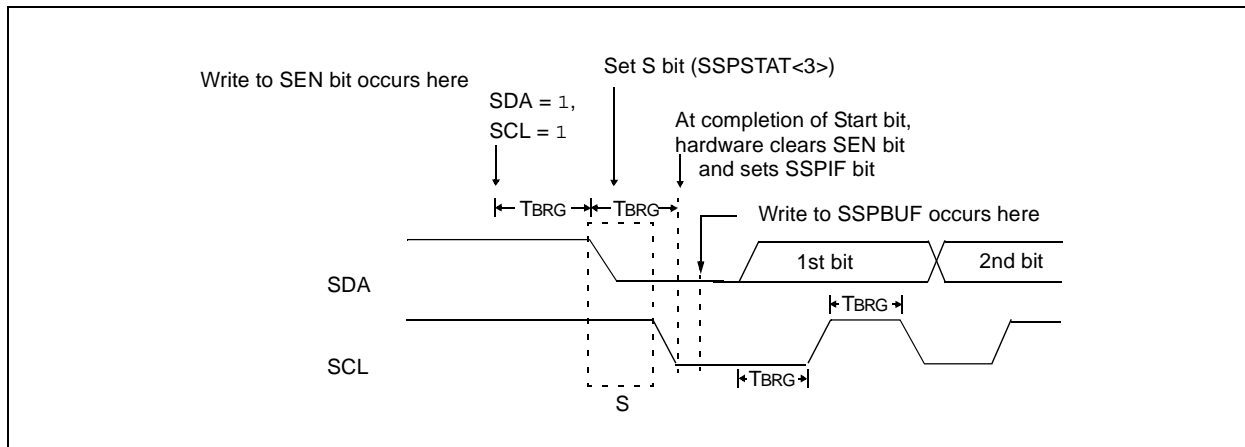 Write to SEN bit occurs here
Set S bit (SSPSTAT<3>)
SDA = 1,
SCL = 1
At completion of Start bit,
hardware clears SEN bit
and sets SSPIF bit
TBRG
TBRG
Write to SSPBUF occurs here
SDA
1st bit
2nd bit
TBRG
SCL
TBRG
S